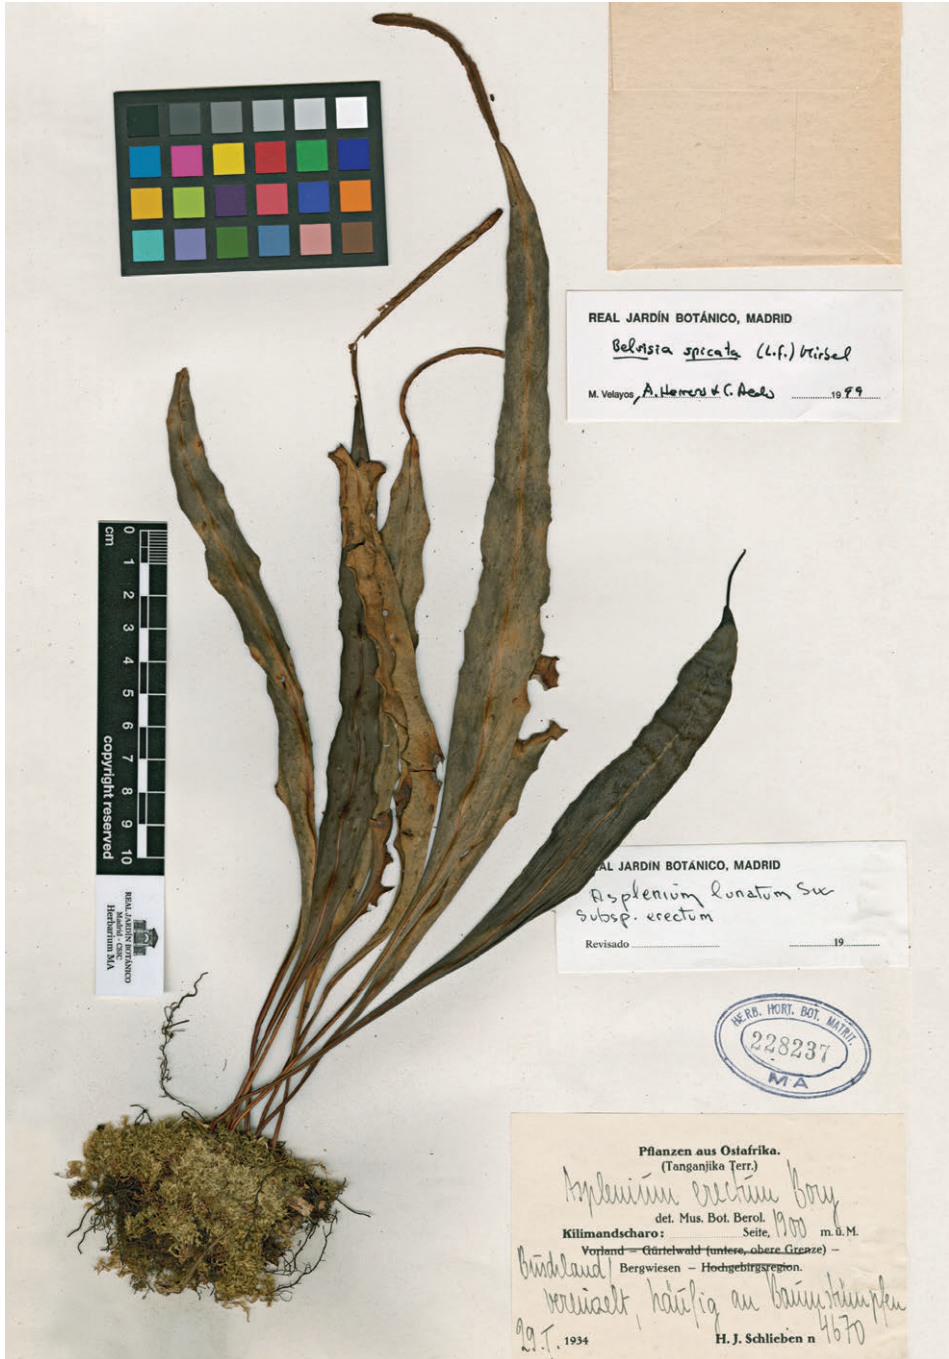 REAL JARDÍN BOTÁNICO, MADRID
Belvisia spicata (L.f.) Mirbel
M. Velayos, A. Herrero & C. Aedo 1999
cm
0
1
2
3
4
5
6
7
8
9
10
copyright reserved
REAL JARDÍN BOTÁNICO
Madrid - CSIC
Herbarium MA
AL JARDÍN BOTÁNICO, MADRID
Asplenium lunatum Sw
subsp. erectum
Revisado 19
HERB. HORT. BOT. MATRIT.
228237
MA
Pflanzen aus Ostafrika.
(Tanganjika Terr.)
Asplenium erectum Bory
det. Mus. Bot. Berol.
Kilimandscharo: Seite, 1900 m. ü. M.
Vorland – Gürtelwald (untere, obere Grenze) –
Buschland/ Bergwiesen – Hochgebirgsregion.
vereinzelt, häufig an Baumstümpfen
29.I. 1934 H. J. Schlieben n 4670